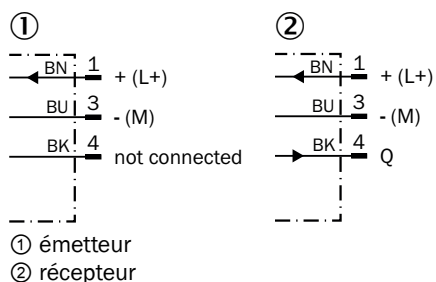 ① ②
BN 1 + (L+) BN 1 + (L+)
BU 3 - (M) BU 3 - (M)
BK 4 not connected BK 4 Q
① émetteur
② récepteur